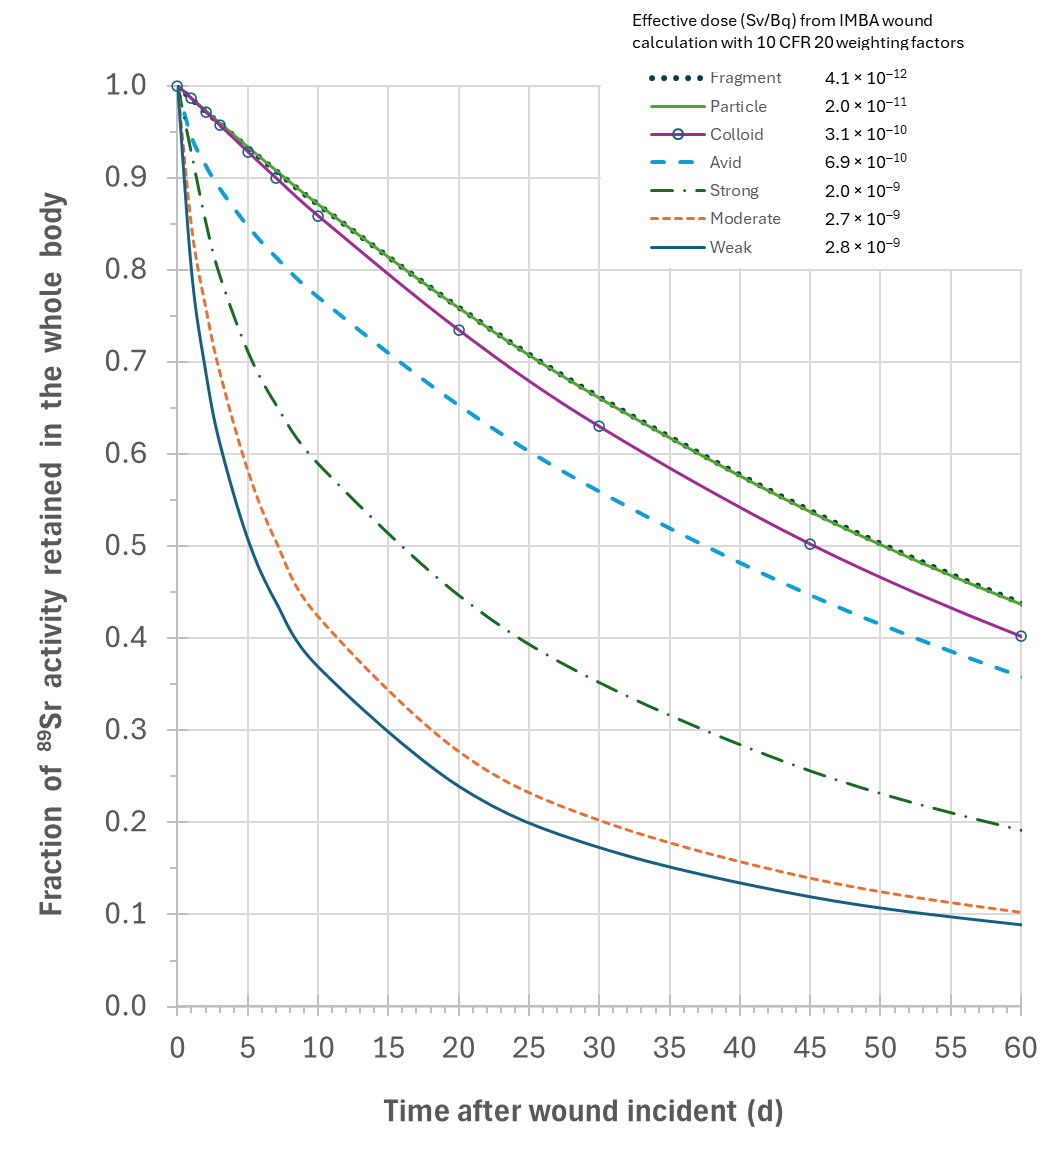 Effective dose (Sv/Bq) from IMBA wound
calculation with 10 CFR 20 weighting factors
Fragment 4.1 × 10⁻¹²
Particle 2.0 × 10⁻¹¹
Colloid 3.1 × 10⁻¹⁰
Avid 6.9 × 10⁻¹⁰
Strong 2.0 × 10⁻⁹
Moderate 2.7 × 10⁻⁹
Weak 2.8 × 10⁻⁹
Fraction of ⁸⁹Sr activity retained in the whole body
1.0
0.9
0.8
0.7
0.6
0.5
0.4
0.3
0.2
0.1
0.0
0 5 10 15 20 25 30 35 40 45 50 55 60
Time after wound incident (d)